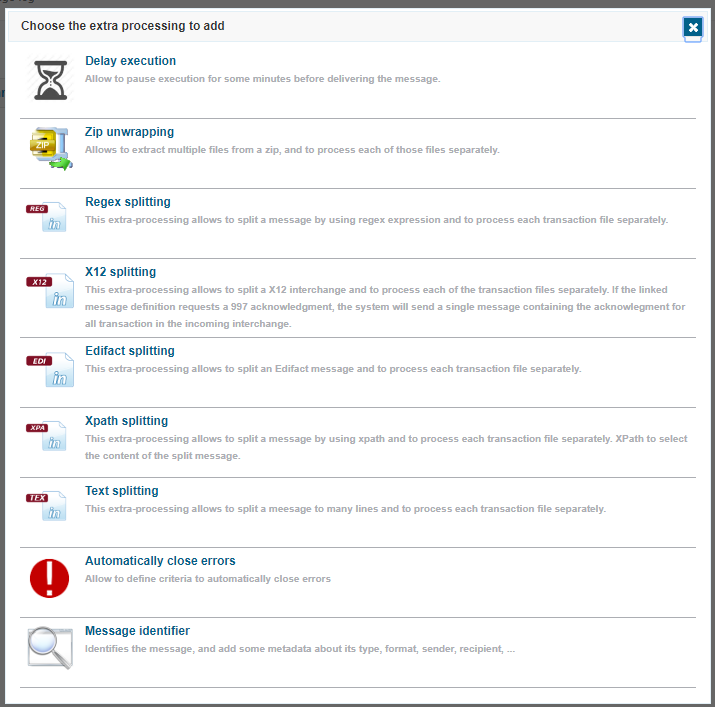 Choose the extra processing to add
Delay execution
Allow to pause execution for some minutes before delivering the message.
ZIP
Zip unwrapping
Allows to extract multiple files from a zip, and to process each of those files separately.
REG
in
Regex splitting
This extra-processing allows to split a message by using regex expression and to process each transaction file separately.
X12
in
X12 splitting
This extra-processing allows to split a X12 interchange and to process each of the transaction files separately. If the linked
message definition requests a 997 acknowledgment, the system will send a single message containing the acknowlegment for
all transaction in the incoming interchange.
EDI
in
Edifact splitting
This extra-processing allows to split an Edifact message and to process each transaction file separately.
XPA
in
Xpath splitting
This extra-processing allows to split a message by using xpath and to process each transaction file separately. XPath to select
the content of the split message.
TEX
in
Text splitting
This extra-processing allows to split a meesage to many lines and to process each transaction file separately.
Automatically close errors
Allow to define criteria to automatically close errors
Message identifier
Identifies the message, and add some metadata about its type, format, sender, recipient, ...